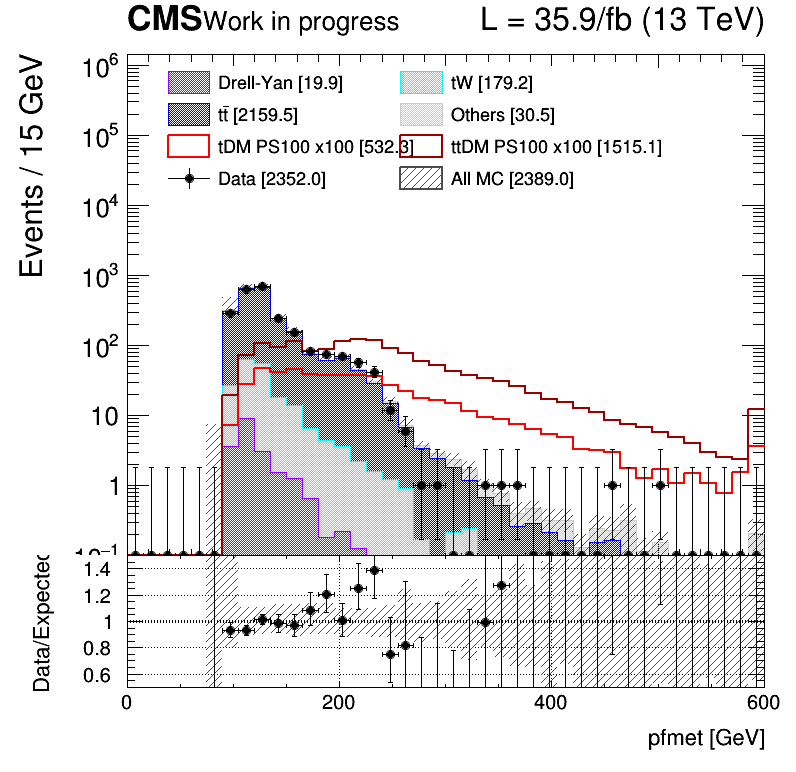 CMS Work in progress L = 35.9/fb (13 TeV)
Events / 15 GeV
Drell-Yan [19.9] tW [179.2]
tt̄ [2159.5] Others [30.5]
tDM PS100 x100 [532.3] ttDM PS100 x100 [1515.1]
Data [2352.0] All MC [2389.0]
10⁶
10⁵
10⁴
10³
10²
10
1
10⁻¹
Data/Expected
1.4
1.2
1
0.8
0.6
0 200 400 600
pfmet [GeV]